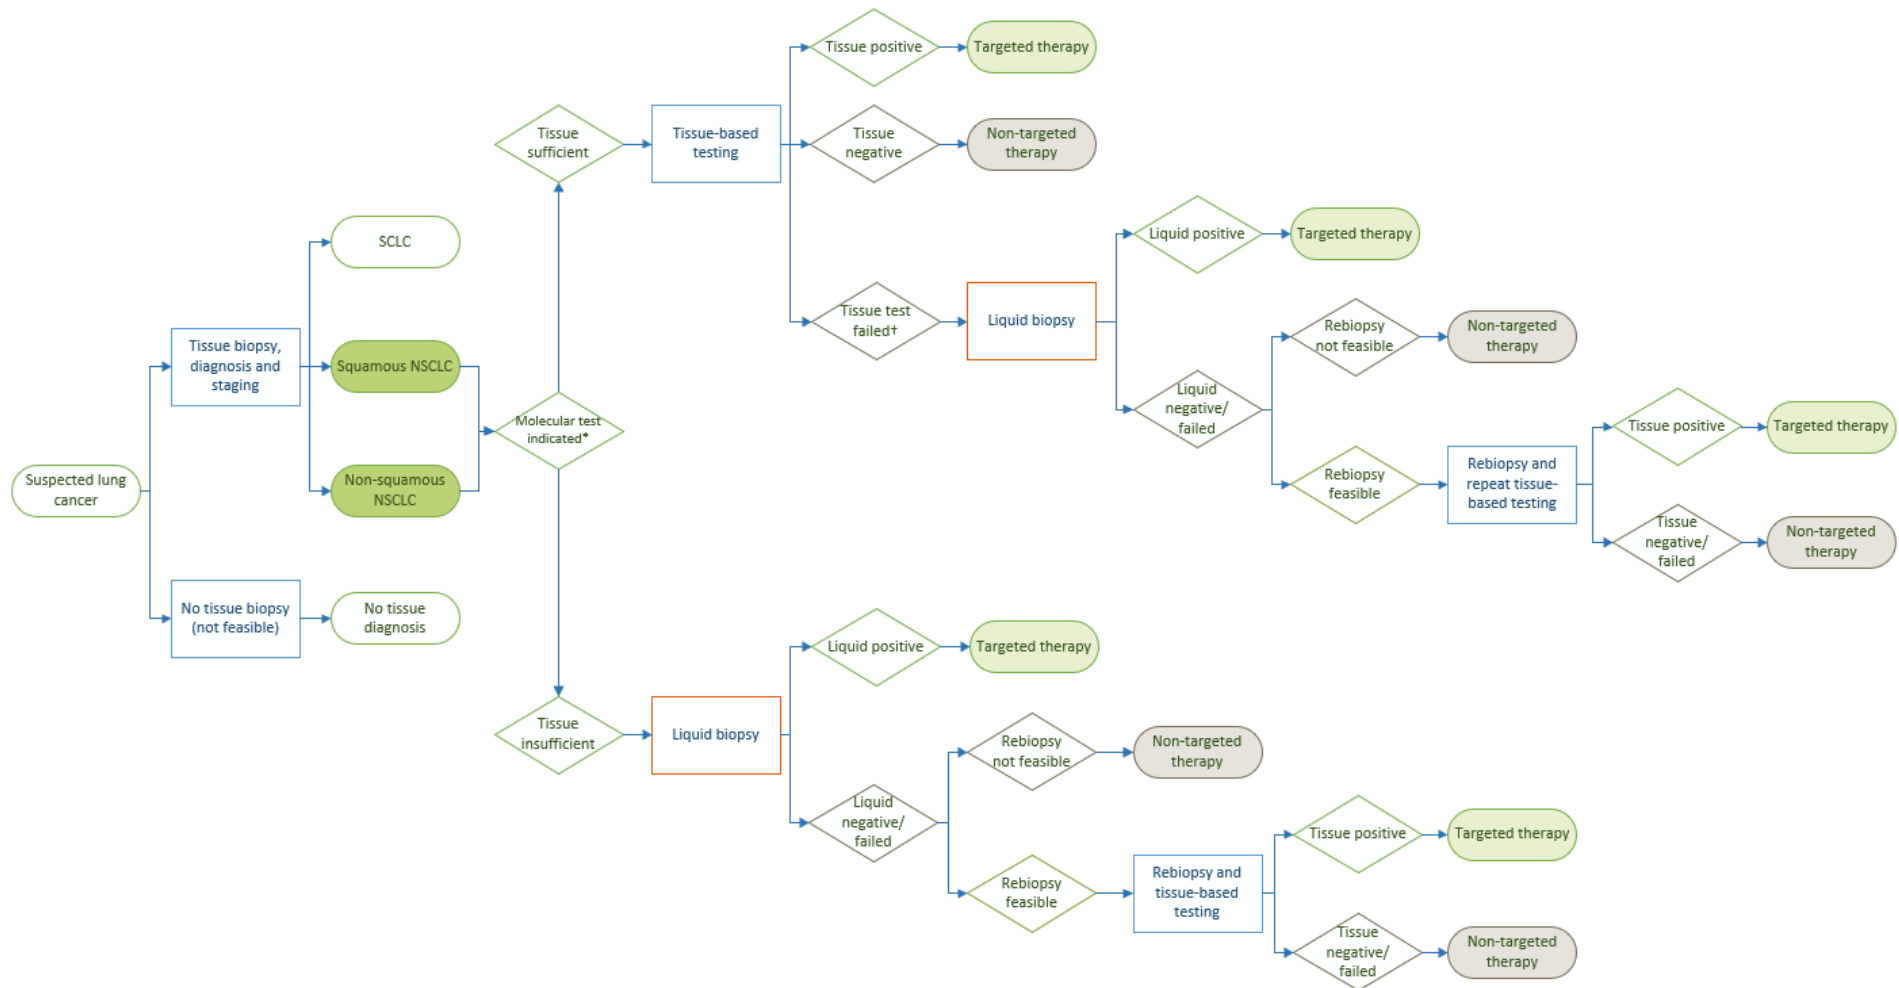 Suspected lung
cancer
Tissue biopsy,
diagnosis and
staging
No tissue biopsy
(not feasible)
SCLC
Squamous NSCLC
Non-squamous
NSCLC
No tissue
diagnosis
Molecular test
indicated*
Tissue
sufficient
Tissue-based
testing
Tissue positive
Targeted therapy
Tissue
negative
Non-targeted
therapy
Tissue test
failed†
Liquid biopsy
Liquid positive
Targeted therapy
Liquid
negative/
failed
Rebiopsy
not feasible
Non-targeted
therapy
Rebiopsy
feasible
Rebiopsy and
repeat tissue-
based testing
Tissue positive
Targeted therapy
Tissue
negative/
failed
Non-targeted
therapy
Tissue
insufficient
Liquid biopsy
Liquid positive
Targeted therapy
Liquid
negative/
failed
Rebiopsy
not feasible
Non-targeted
therapy
Rebiopsy
feasible
Rebiopsy and
tissue-based
testing
Tissue positive
Targeted therapy
Tissue
negative/
failed
Non-targeted
therapy